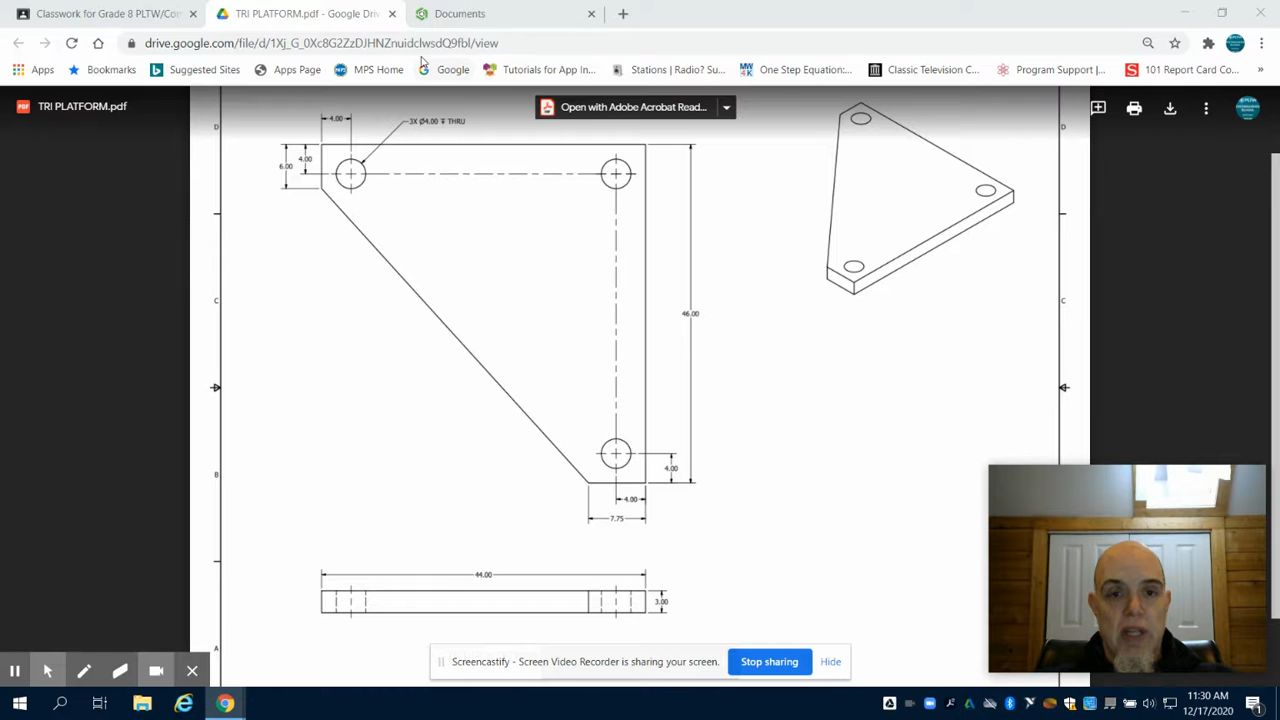 Classwork for Grade 8 PLTW/Con
TRI PLATFORM.pdf - Google Driv
Documents
drive.google.com/file/d/1Xj_G_0Xc8G2ZzDJHNZnuidclwsdQ9fbl/view
Apps
Bookmarks
Suggested Sites
Apps Page
MPS Home
Google
Tutorials for App In...
Stations | Radio? Su...
One Step Equation:...
Classic Television C...
Program Support |...
101 Report Card Co...
»
PDF
TRI PLATFORM.pdf
Open with Adobe Acrobat Read...
D
D
4.00
3X Ø4.00 ↧ THRU
6.00
4.00
C
C
46.00
B
B
4.00
4.00
7.75
44.00
3.00
A
Screencastify - Screen Video Recorder is sharing your screen.
Stop sharing
Hide
11:30 AM
12/17/2020
1